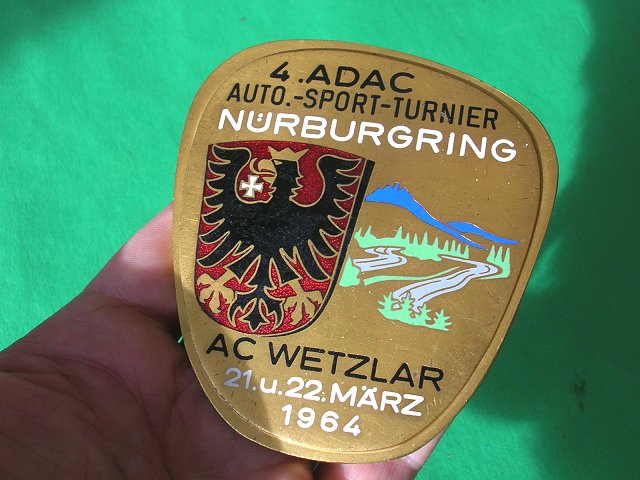 4. ADAC
AUTO.-SPORT-TURNIER
NÜRBURGRING
AC WETZLAR
21. u. 22. MÄRZ
1964